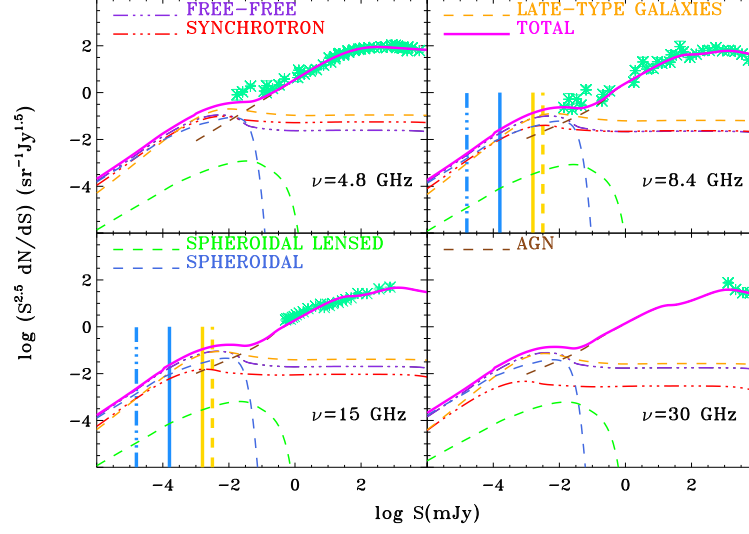 FREE-FREE
SYNCHROTRON
LATE-TYPE GALAXIES
TOTAL
2
0
−2
−4
ν=4.8 GHz
ν=8.4 GHz
log (S^2.5 dN/dS) (sr^−1 Jy^1.5)
SPHEROIDAL LENSED
SPHEROIDAL
AGN
2
0
−2
−4
ν=15 GHz
ν=30 GHz
−4 −2 0 2 −4 −2 0 2
log S(mJy)